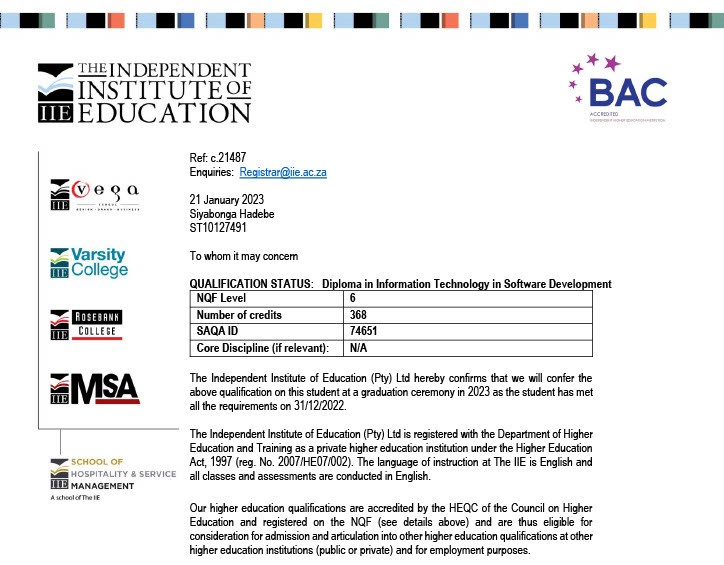 THE INDEPENDENT
INSTITUTE OF
IIE EDUCATION
BAC
ACCREDITED
INDEPENDENT HIGHER EDUCATION INSTITUTION
Ref: c.21487
Enquiries: Registrar@iie.ac.za
21 January 2023
Siyabonga Hadebe
ST10127491
To whom it may concern
QUALIFICATION STATUS: Diploma in Information Technology in Software Development
NQF Level 6
Number of credits 368
SAQA ID 74651
Core Discipline (if relevant): N/A
The Independent Institute of Education (Pty) Ltd hereby confirms that we will confer the
above qualification on this student at a graduation ceremony in 2023 as the student has met
all the requirements on 31/12/2022.
The Independent Institute of Education (Pty) Ltd is registered with the Department of Higher
Education and Training as a private higher education institution under the Higher Education
Act, 1997 (reg. No. 2007/HE07/002). The language of instruction at The IIE is English and
all classes and assessments are conducted in English.
Our higher education qualifications are accredited by the HEQC of the Council on Higher
Education and registered on the NQF (see details above) and are thus eligible for
consideration for admission and articulation into other higher education qualifications at other
higher education institutions (public or private) and for employment purposes.
IIE vega
SCHOOL
DESIGN · BRAND · BUSINESS
Varsity
IIE College
ROSEBANK
IIE COLLEGE
IIE MSA
SCHOOL OF
HOSPITALITY & SERVICE
IIE MANAGEMENT
A school of The IIE